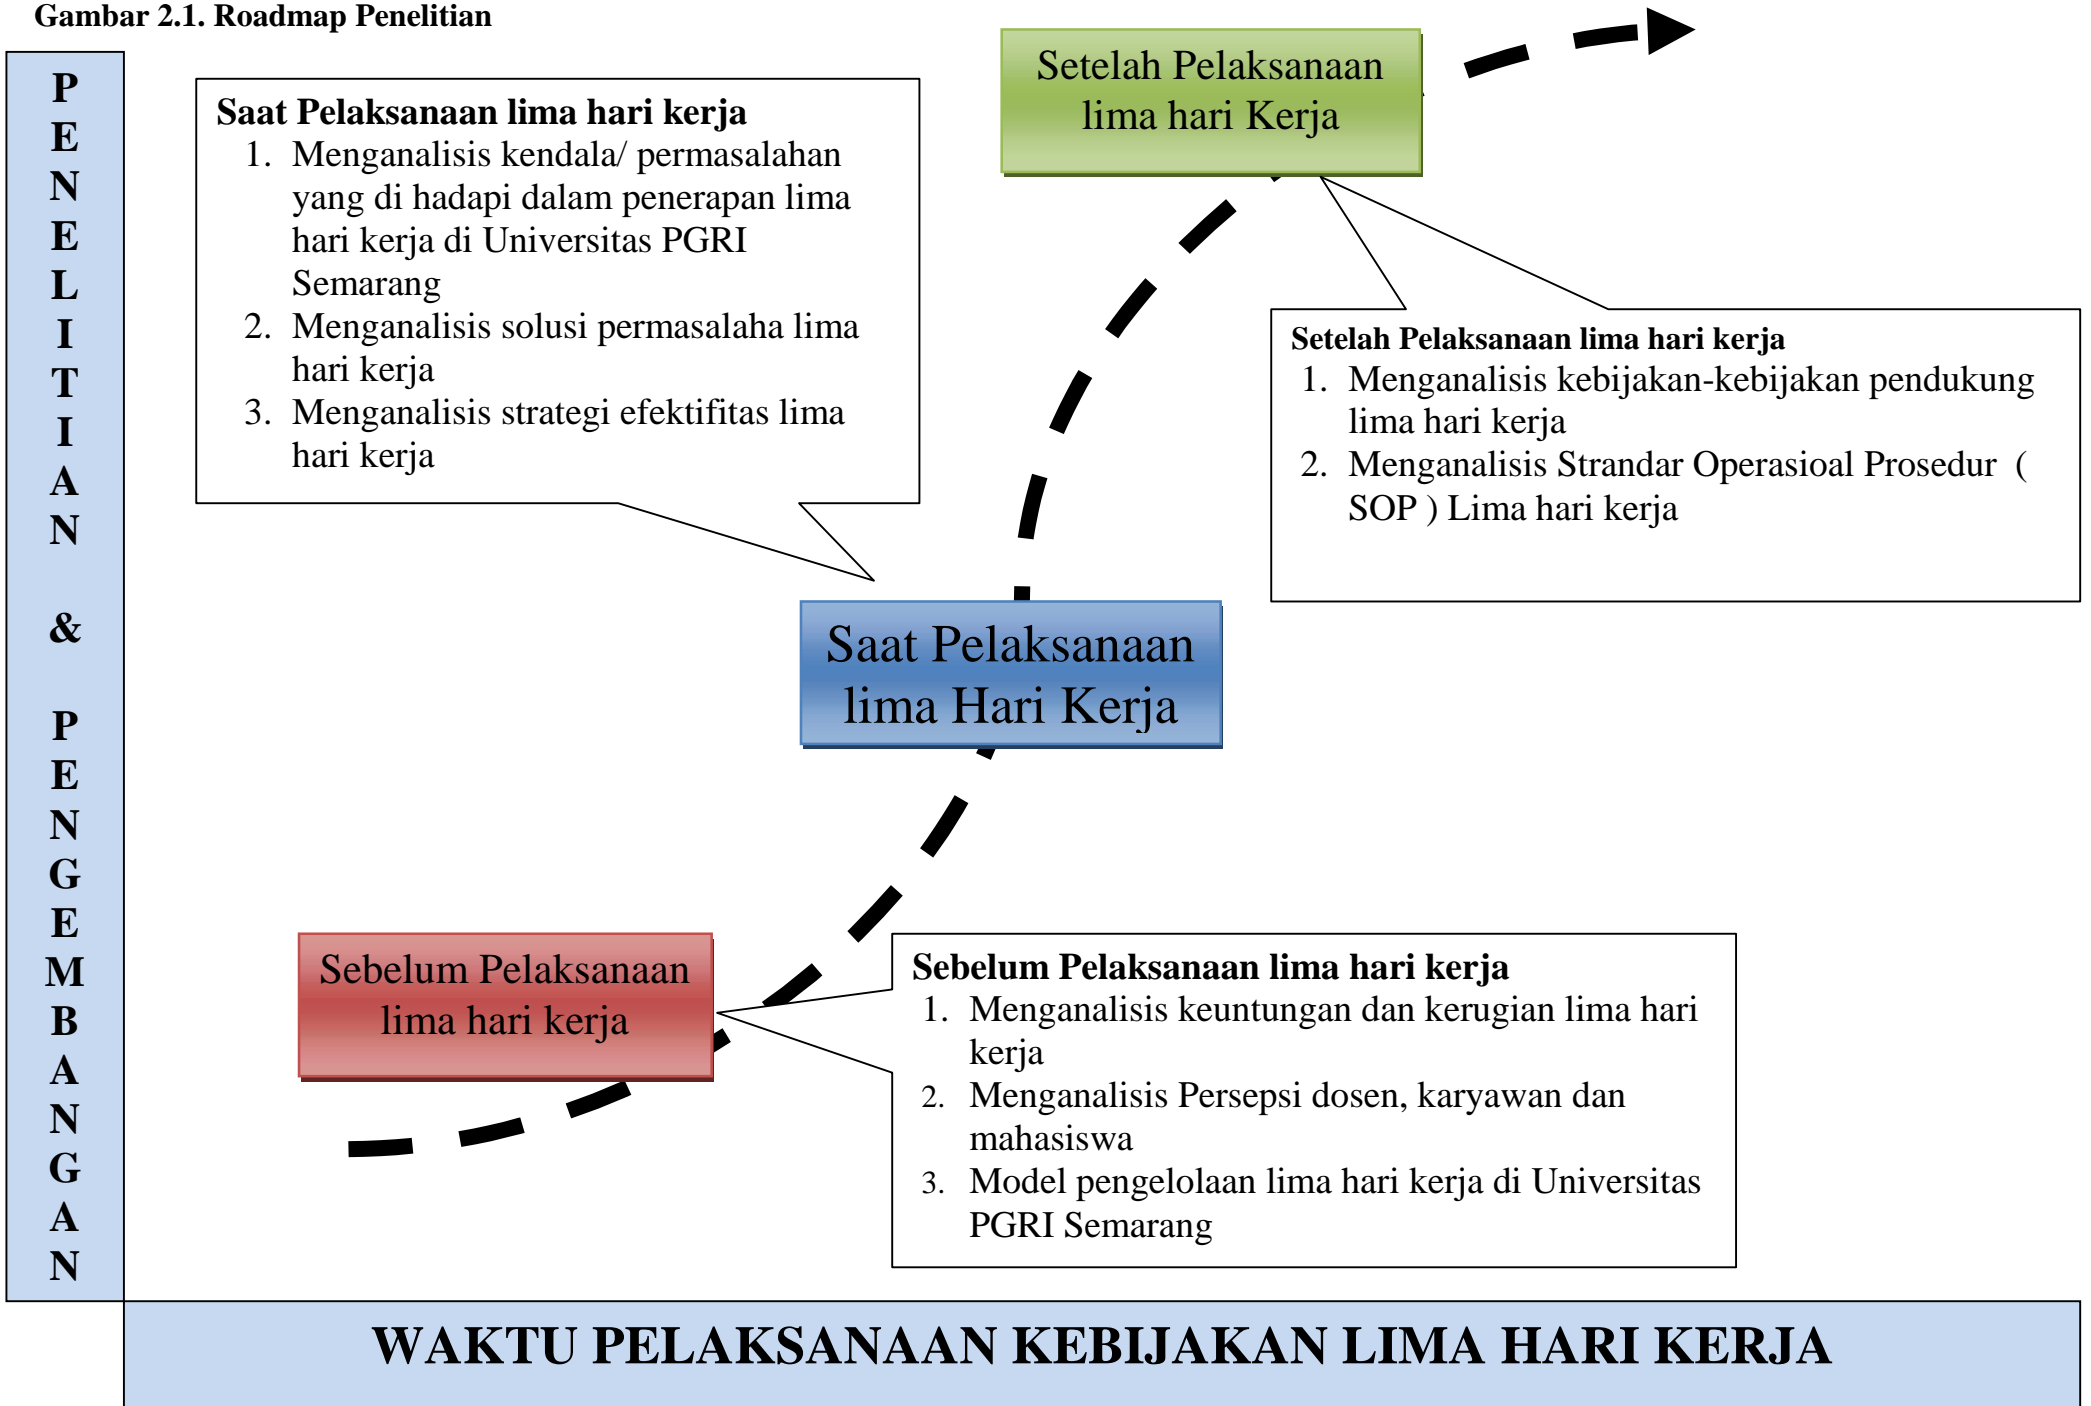 Gambar 2.1. Roadmap Penelitian
PENELITIAN & PENGEMBANGAN
Setelah Pelaksanaan
lima hari Kerja
Saat Pelaksanaan lima hari kerja
1. Menganalisis kendala/ permasalahan
yang di hadapi dalam penerapan lima
hari kerja di Universitas PGRI
Semarang
2. Menganalisis solusi permasalaha lima
hari kerja
3. Menganalisis strategi efektifitas lima
hari kerja
Setelah Pelaksanaan lima hari kerja
1. Menganalisis kebijakan-kebijakan pendukung
lima hari kerja
2. Menganalisis Strandar Operasioal Prosedur (
SOP ) Lima hari kerja
Saat Pelaksanaan
lima Hari Kerja
Sebelum Pelaksanaan
lima hari kerja
Sebelum Pelaksanaan lima hari kerja
1. Menganalisis keuntungan dan kerugian lima hari
kerja
2. Menganalisis Persepsi dosen, karyawan dan
mahasiswa
3. Model pengelolaan lima hari kerja di Universitas
PGRI Semarang
WAKTU PELAKSANAAN KEBIJAKAN LIMA HARI KERJA